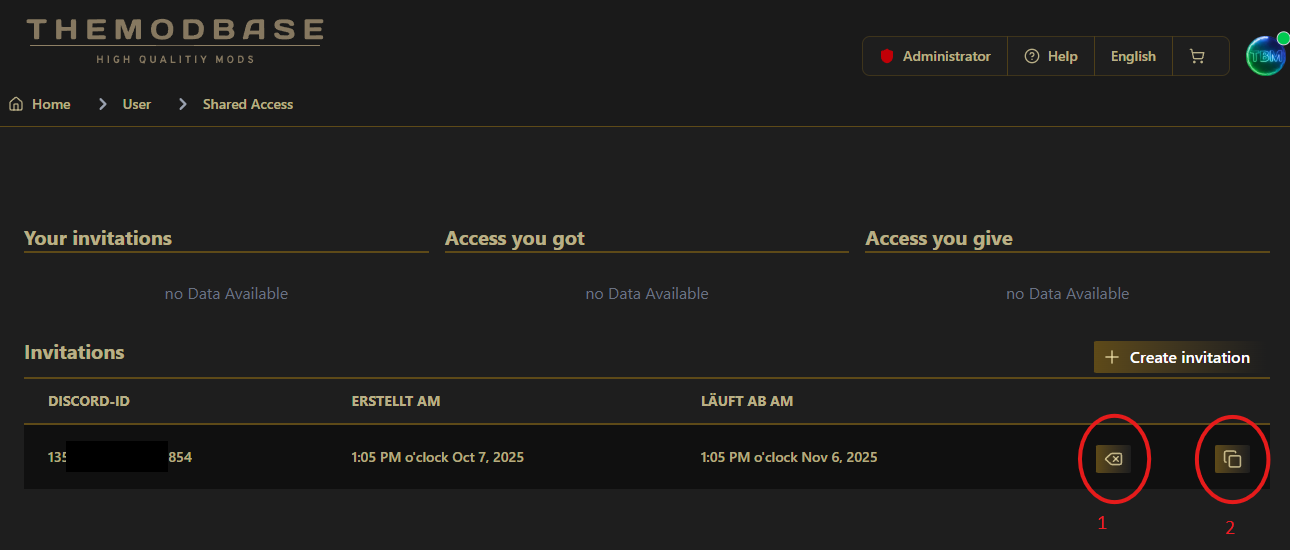 THEMODBASE
HIGH QUALITIY MODS
Administrator
Help
English
TBM
Home
User
Shared Access
Your invitations
Access you got
Access you give
no Data Available
no Data Available
no Data Available
Invitations
Create invitation
DISCORD-ID
ERSTELLT AM
LÄUFT AB AM
135 854
1:05 PM o'clock Oct 7, 2025
1:05 PM o'clock Nov 6, 2025
1
2